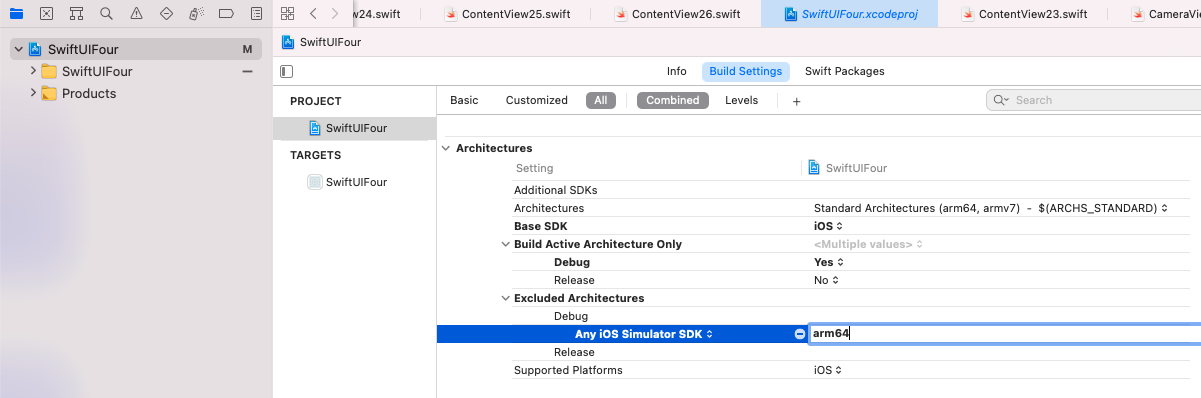 w24.swift
ContentView25.swift
ContentView26.swift
SwiftUIFour.xcodeproj
ContentView23.swift
CameraVie
SwiftUIFour M
SwiftUIFour
Products
SwiftUIFour
Info Build Settings Swift Packages
PROJECT
SwiftUIFour
TARGETS
SwiftUIFour
Basic Customized All Combined Levels + Search
Architectures
Setting SwiftUIFour
Additional SDKs
Architectures Standard Architectures (arm64, armv7) - $(ARCHS_STANDARD)
Base SDK iOS
Build Active Architecture Only <Multiple values>
Debug Yes
Release No
Excluded Architectures
Debug
Any iOS Simulator SDK arm64
Release
Supported Platforms iOS